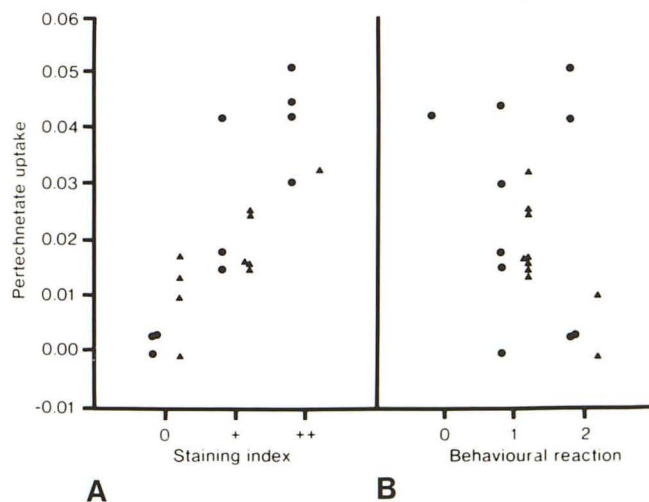 0.06
0.05
0.04
0.03
0.02
0.01
0.00
-0.01
Pertechnetate uptake
0 + ++
Staining index
0 1 2
Behavioural reaction
A B